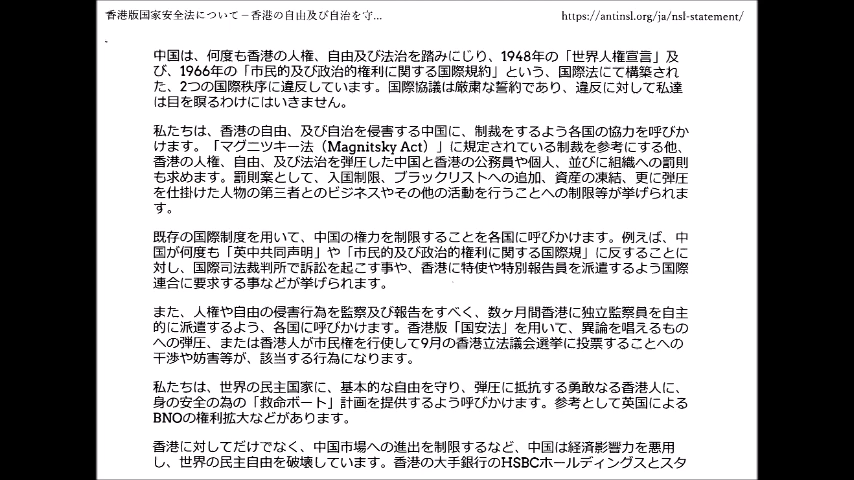 香港版国家安全法について – 香港の自由及び自治を守...
https://antinsl.org/ja/nsl-statement/
中国は、何度も香港の人権、自由及び法治を踏みにじり、1948年の「世界人権宣言」及
び、1966年の「市民的及び政治的権利に関する国際規約」という、国際法にて構築され
た、2つの国際秩序に違反しています。国際協議は厳粛な誓約であり、違反に対して私達
は目を瞑るわけにはいきません。
私たちは、香港の自由、及び自治を侵害する中国に、制裁をするよう各国の協力を呼びか
けます。「マグニツキー法（Magnitsky Act）」に規定されている制裁を参考にする他、
香港の人権、自由、及び法治を弾圧した中国と香港の公務員や個人、並びに組織への罰則
も求めます。罰則案として、入国制限、ブラックリストへの追加、資産の凍結、更に弾圧
を仕掛けた人物の第三者とのビジネスやその他の活動を行うことへの制限等が挙げられま
す。
既存の国際制度を用いて、中国の権力を制限することを各国に呼びかけます。例えば、中
国が何度も「英中共同声明」や「市民的及び政治的権利に関する国際規」に反することに
対し、国際司法裁判所で訴訟を起こす事や、香港に特使や特別報告員を派遣するよう国際
連合に要求する事などが挙げられます。
また、人権や自由の侵害行為を監察及び報告をすべく、数ヶ月間香港に独立監察員を自主
的に派遣するよう、各国に呼びかけます。香港版「国安法」を用いて、異論を唱えるもの
への弾圧、または香港人が市民権を行使して9月の香港立法議会選挙に投票することへの
干渉や妨害等が、該当する行為になります。
私たちは、世界の民主国家に、基本的な自由を守り、弾圧に抵抗する勇敢なる香港人に、
身の安全の為の「救命ボート」計画を提供するよう呼びかけます。参考として英国による
BNOの権利拡大などがあります。
香港に対してだけでなく、中国市場への進出を制限するなど、中国は経済影響力を悪用
し、世界の民主自由を破壊しています。香港の大手銀行のHSBCホールディングスとスタ